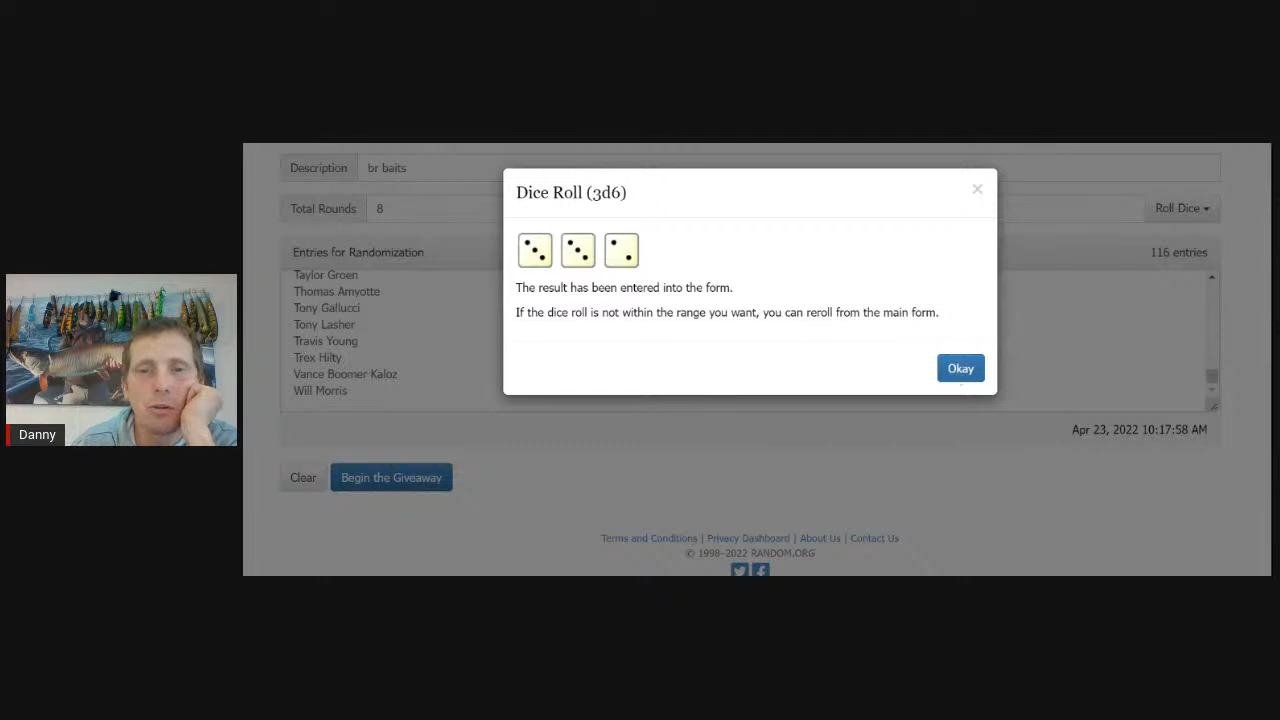 Description
br baits
Total Rounds
8
Roll Dice
Entries for Randomization
116 entries
Taylor Groen
Thomas Amyotte
Tony Gallucci
Tony Lasher
Travis Young
Trex Hilty
Vance Boomer Kaloz
Will Morris
Apr 23, 2022 10:17:58 AM
Clear
Begin the Giveaway
Dice Roll (3d6)
×
The result has been entered into the form.
If the dice roll is not within the range you want, you can reroll from the main form.
Okay
Terms and Conditions | Privacy Dashboard | About Us | Contact Us
© 1998–2022 RANDOM.ORG
Danny